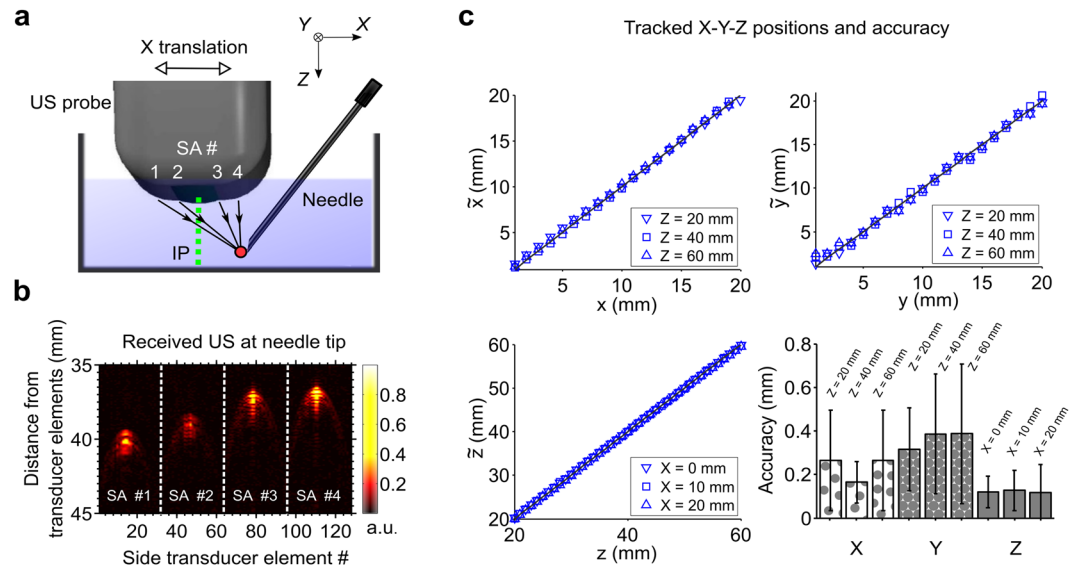 a
X translation
Y
X
Z
US probe
SA #
1 2 3 4
Needle
IP
b
Received US at needle tip
Distance from
transducer elements (mm)
35
40
45
SA #1
SA #2
SA #3
SA #4
20 40 60 80 100 120
Side transducer element #
0.8
0.6
0.4
0.2
a.u.
c
Tracked X-Y-Z positions and accuracy
x̃ (mm)
20
15
10
5
5 10 15 20
x (mm)
Z = 20 mm
Z = 40 mm
Z = 60 mm
ỹ (mm)
20
15
10
5
5 10 15 20
y (mm)
Z = 20 mm
Z = 40 mm
Z = 60 mm
z̃ (mm)
60
50
40
30
20
20 40 60
z (mm)
X = 0 mm
X = 10 mm
X = 20 mm
Accuracy (mm)
0.8
0.6
0.4
0.2
0
Z = 20 mm
Z = 40 mm
Z = 60 mm
Z = 20 mm
Z = 40 mm
Z = 60 mm
X = 0 mm
X = 10 mm
X = 20 mm
X Y Z